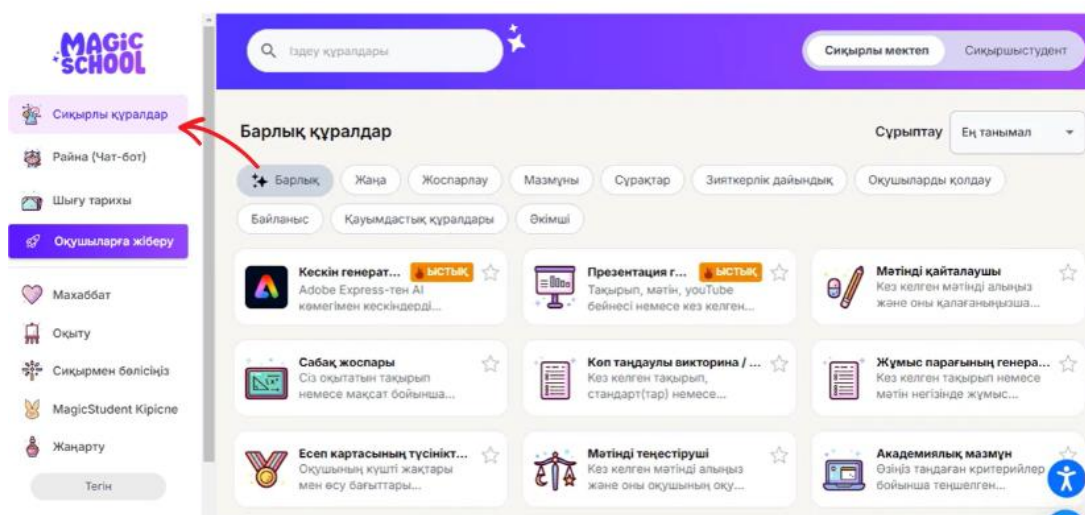 MAGIC SCHOOL
Іздеу құралдары
Сиқырлы мектеп
Сиқыршыстудент
Сиқырлы құралдар
Райна (Чат-бот)
Шығу тарихы
Оқушыларға жіберу
Махаббат
Оқыту
Сиқырмен бөлісіңіз
MagicStudent Кіріспе
Жаңарту
Тегін
Барлық құралдар
Сұрыптау
Ең танымал
Барлық
Жаңа
Жоспарлау
Мазмұны
Сұрақтар
Зияткерлік дайындық
Оқушыларды қолдау
Байланыс
Қауымдастық құралдары
Әкімші
Кескін генерат...
ЫСТЫҚ
Adobe Express-тен AI
көмегімен кескіндерді...
Презентация г...
ЫСТЫҚ
Тақырып, мәтін, youTube
бейнесі немесе кез келген...
Мәтінді қайталаушы
Кез келген мәтінді алыңыз
және оны қалағаныңызша...
Сабақ жоспары
Сіз оқытатын тақырып
немесе мақсат бойынша...
Көп таңдаулы викторина / ...
Кез келген тақырып,
стандарт(тар) немесе...
Жұмыс парағының генера...
Кез келген тақырып немесе
мәтін негізінде жұмыс...
Есеп картасының түсінікт...
Оқушының күшті жақтары
мен өсу бағыттары...
Мәтінді теңестіруші
Кез келген мәтінді алыңыз
және оны оқушының оқу...
Академиялық мазмұн
Өзіңіз таңдаған критерийлер
бойынша теңшелген...